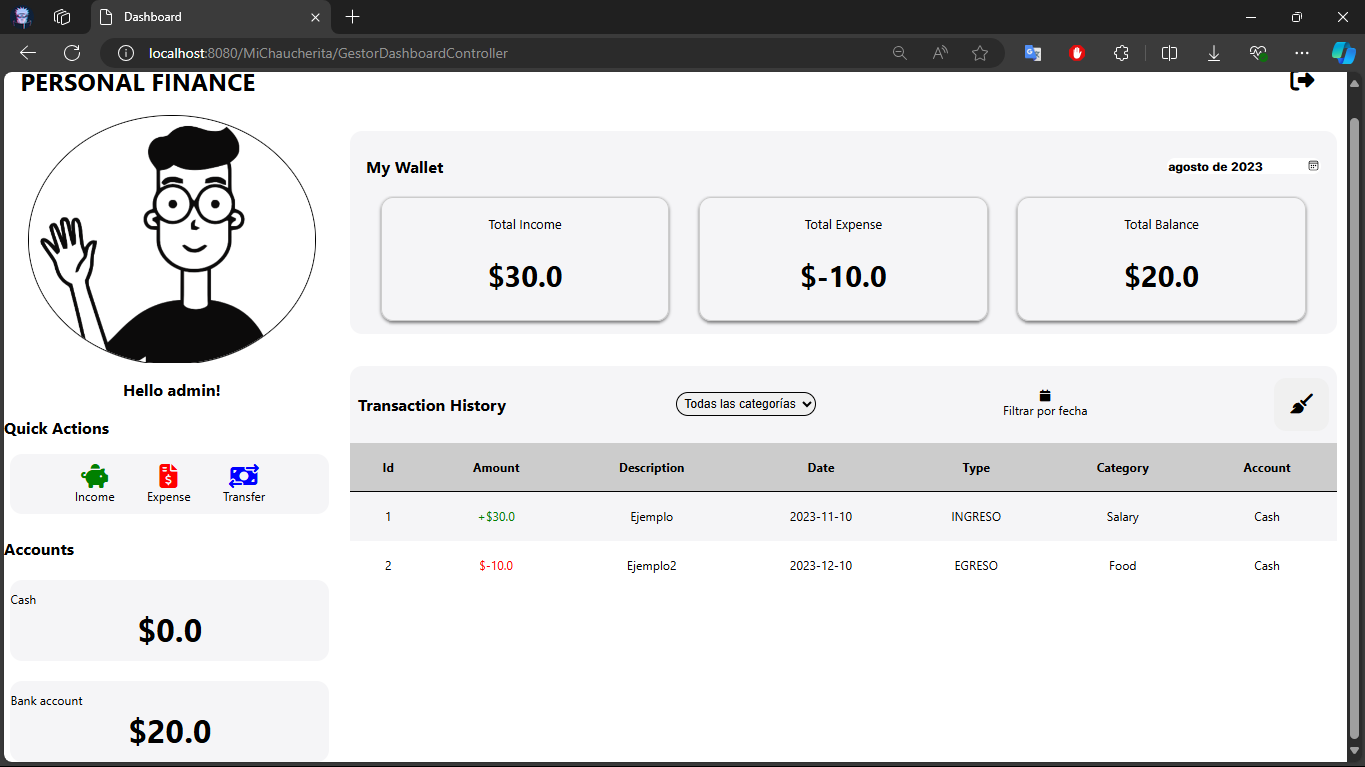 Dashboard
localhost:8080/MiChaucherita/GestorDashboardController
PERSONAL FINANCE
Hello admin!
Quick Actions
Income Expense Transfer
Accounts
Cash
$0.0
Bank account
$20.0
My Wallet agosto de 2023
Total Income Total Expense Total Balance
$30.0 $-10.0 $20.0
Transaction History Todas las categorías Filtrar por fecha
Id Amount Description Date Type Category Account
1 +$30.0 Ejemplo 2023-11-10 INGRESO Salary Cash
2 $-10.0 Ejemplo2 2023-12-10 EGRESO Food Cash